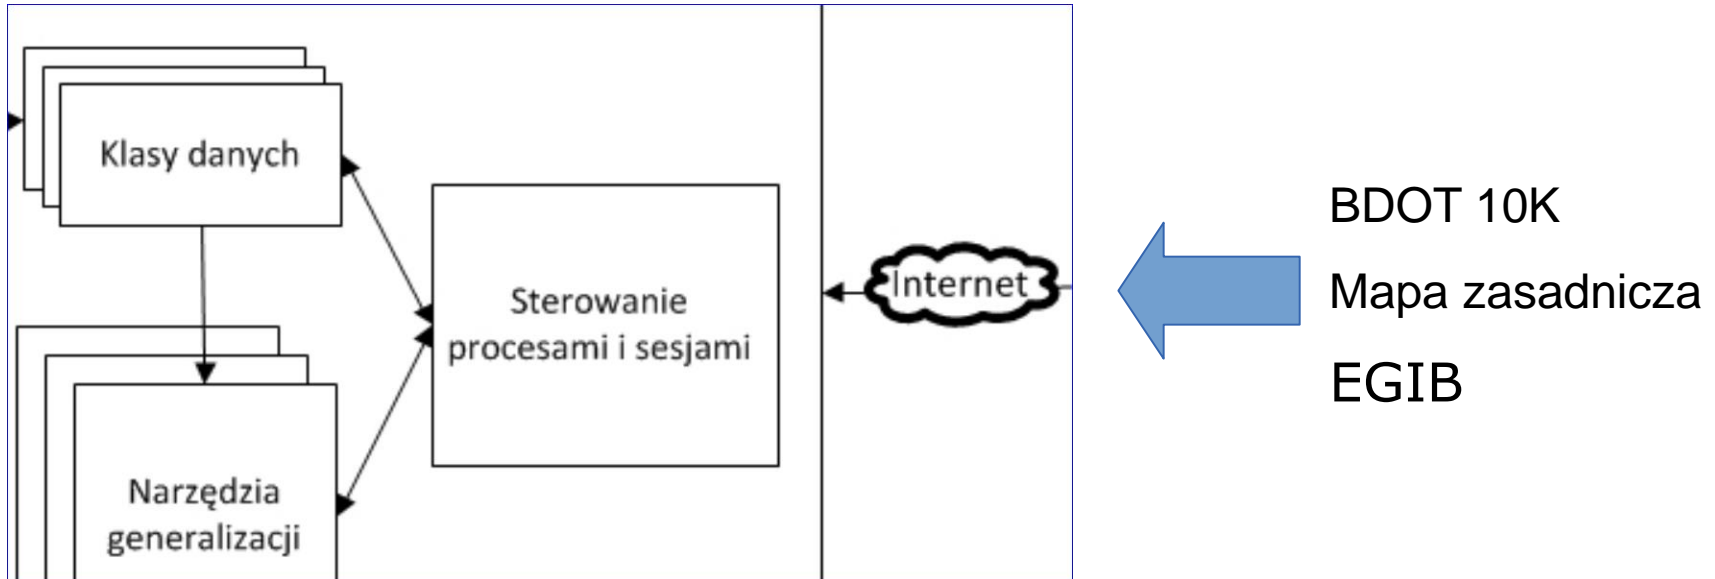 Klasy danych
Sterowanie
procesami i sesjami
Narzędzia
generalizacji
Internet
BDOT 10K
Mapa zasadnicza
EGIB